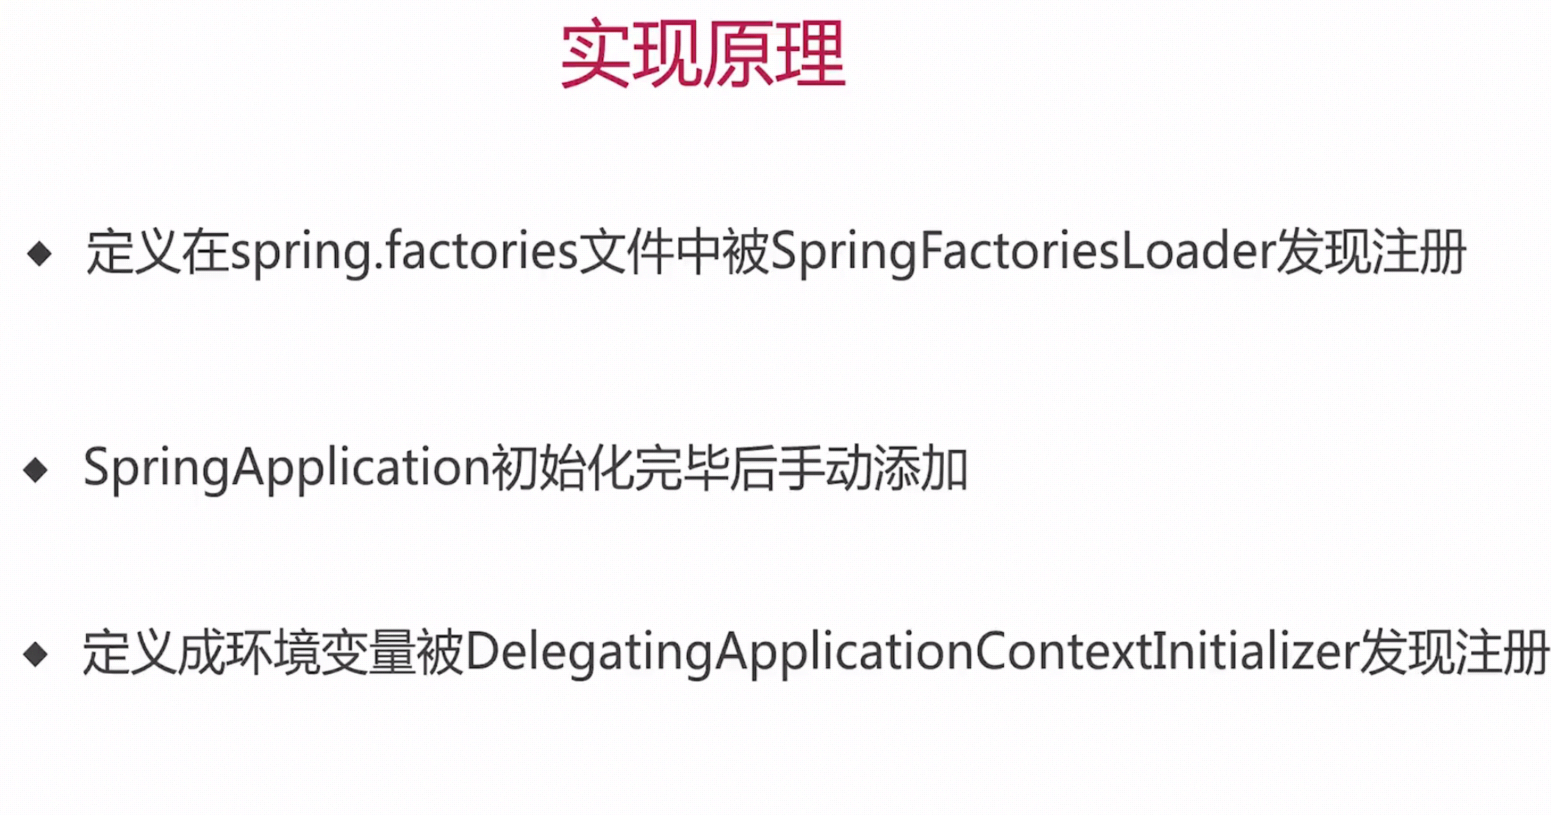 实现原理
◆ 定义在spring.factories文件中被SpringFactoriesLoader发现注册
◆ SpringApplication初始化完毕后手动添加
◆ 定义成环境变量被DelegatingApplicationContextInitializer发现注册